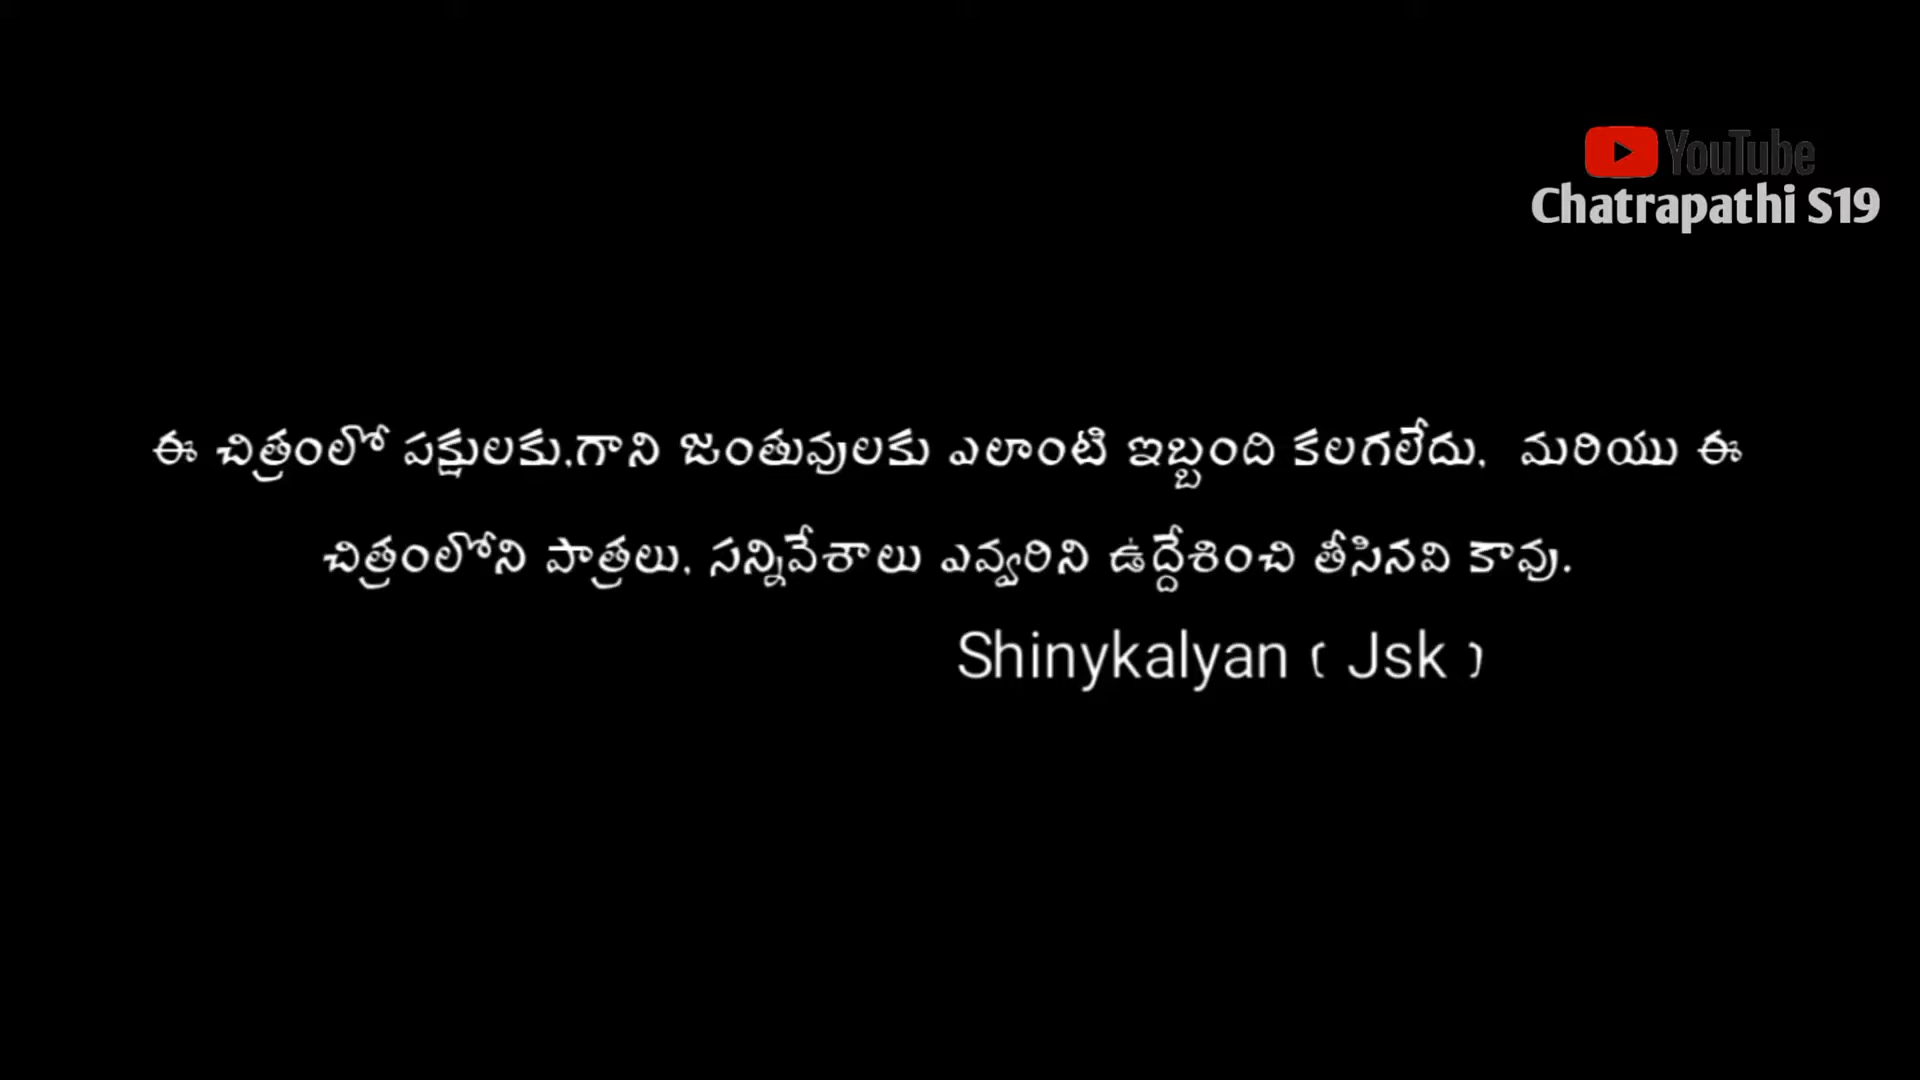 YouTube
Chatrapathi S19
ఈ చిత్రంలో పక్షులకు,గాని జంతువులకు ఎలాంటి ఇబ్బంది కలగలేదు, మరియు ఈ
చిత్రంలోని పాత్రలు, సన్నివేశాలు ఎవ్వరిని ఉద్దేశించి తీసినవి కావు.
Shinykalyan ( Jsk )